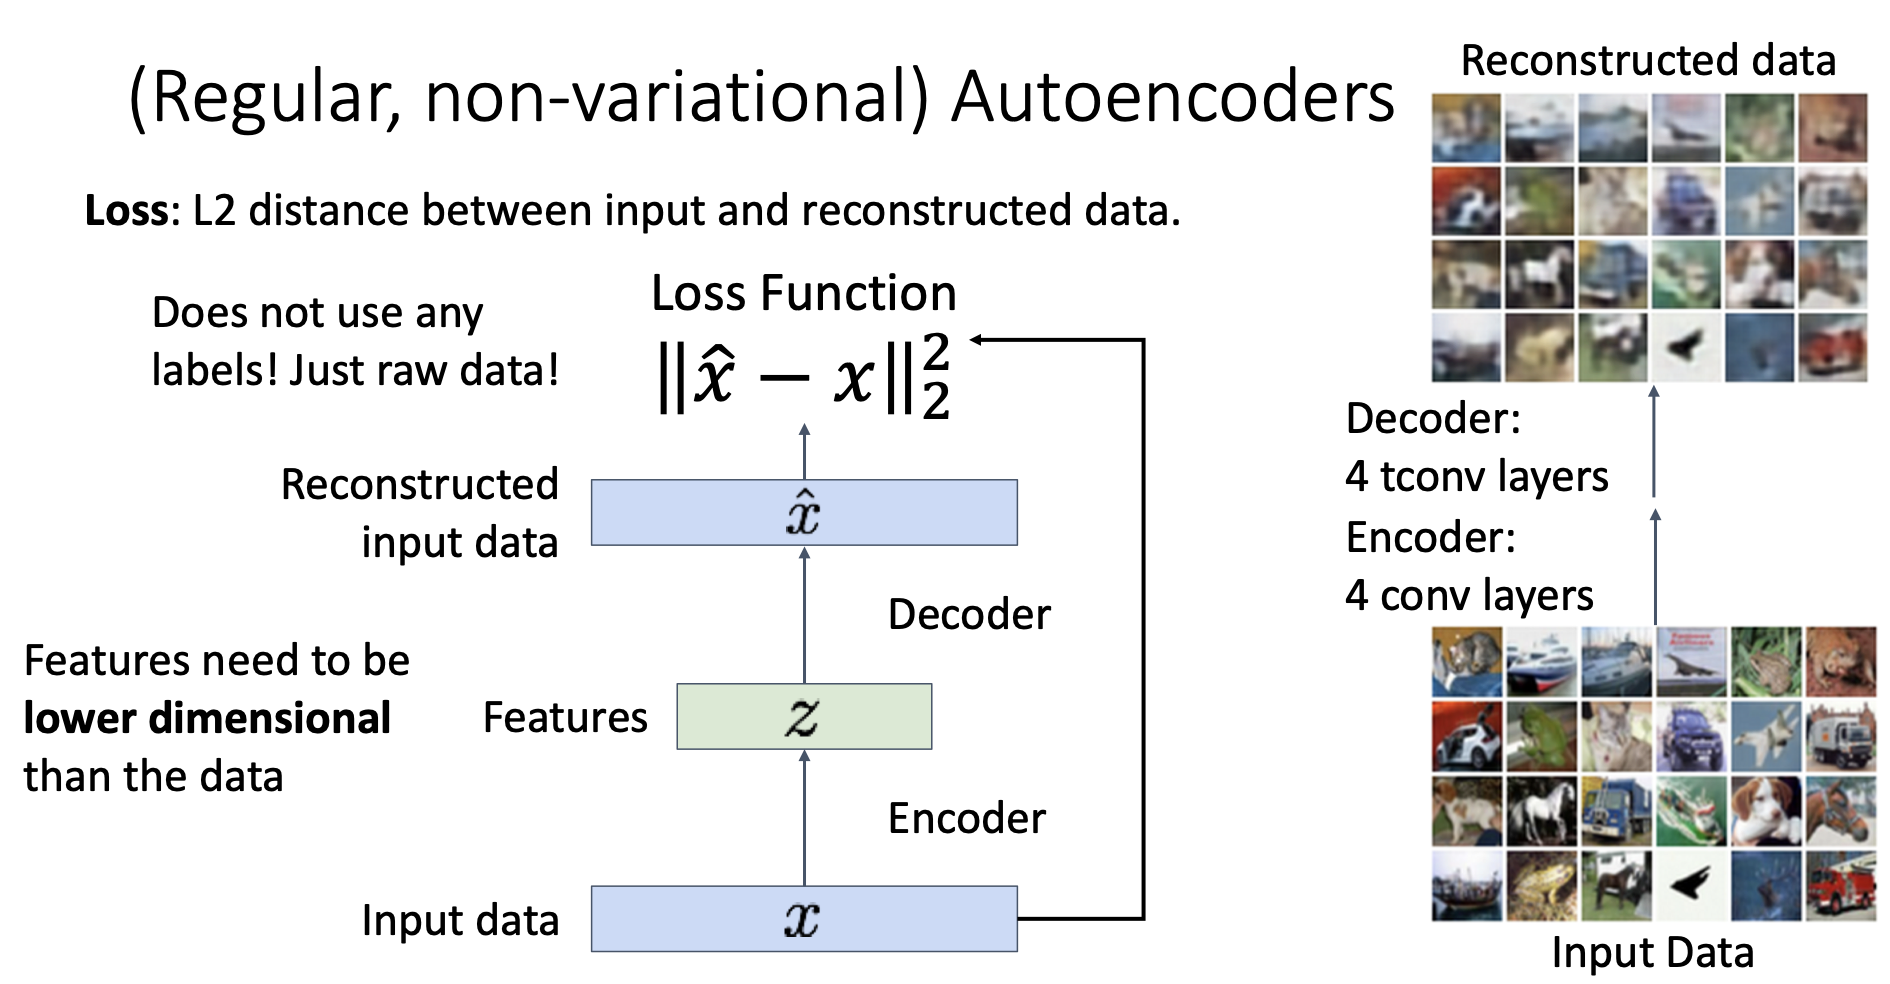 (Regular, non-variational) Autoencoders
Loss: L2 distance between input and reconstructed data.
Does not use any
labels! Just raw data!
Loss Function
‖x̂ − x‖₂²
Reconstructed
input data
x̂
Decoder
Features need to be
lower dimensional
than the data
Features
z
Encoder
Input data
x
Reconstructed data
Decoder:
4 tconv layers
Encoder:
4 conv layers
Input Data